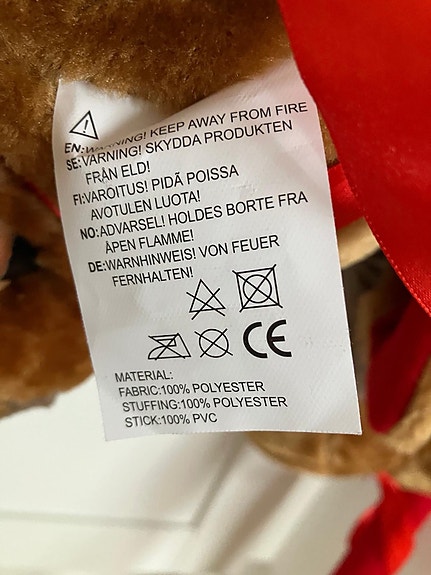 EN: WARNING! KEEP AWAY FROM FIRE
SE:VARNING! SKYDDA PRODUKTEN
FRÅN ELD!
FI:VAROITUS! PIDÃ POISSA
AVOTULEN LUOTA!
NO:ADVARSEL! HOLDES BORTE FRA
ÅPEN FLAMME!
DE:WARNHINWEIS! VON FEUER
FERNHALTEN!
CE
MATERIAL:
FABRIC:100% POLYESTER
STUFFING:100% POLYESTER
STICK:100% PVC